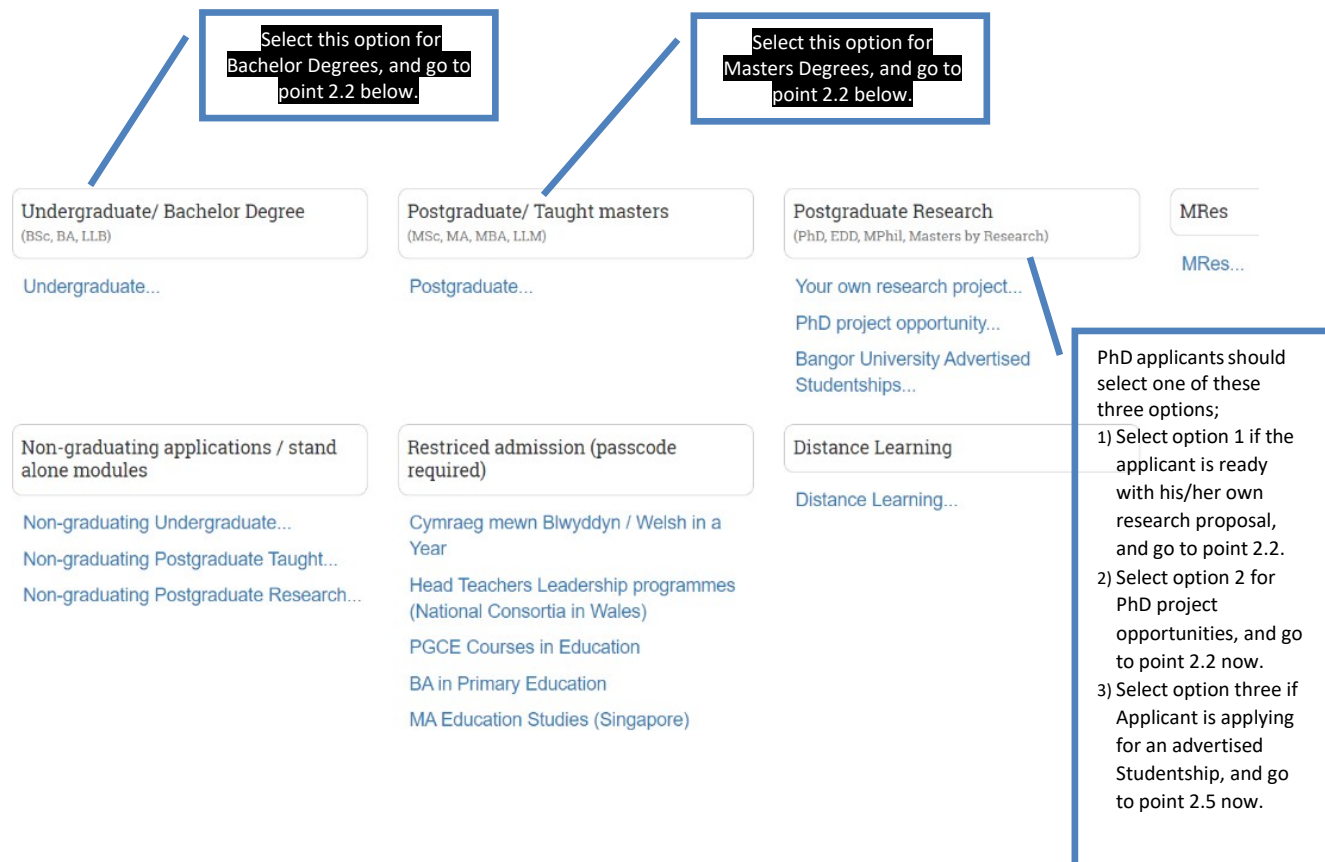 Select this option for
Bachelor Degrees, and go to
point 2.2 below.
Select this option for
Masters Degrees, and go to
point 2.2 below.
Undergraduate/ Bachelor Degree
(BSc, BA, LLB)
Undergraduate...
Postgraduate/ Taught masters
(MSc, MA, MBA, LLM)
Postgraduate...
Postgraduate Research
(PhD, EDD, MPhil, Masters by Research)
Your own research project...
PhD project opportunity...
Bangor University Advertised
Studentships...
MRes
MRes...
PhD applicants should
select one of these
three options;
1) Select option 1 if the
applicant is ready
with his/her own
research proposal,
and go to point 2.2.
2) Select option 2 for
PhD project
opportunities, and go
to point 2.2 now.
3) Select option three if
Applicant is applying
for an advertised
Studentship, and go
to point 2.5 now.
Non-graduating applications / stand
alone modules
Non-graduating Undergraduate...
Non-graduating Postgraduate Taught...
Non-graduating Postgraduate Research...
Restriced admission (passcode
required)
Cymraeg mewn Blwyddyn / Welsh in a
Year
Head Teachers Leadership programmes
(National Consortia in Wales)
PGCE Courses in Education
BA in Primary Education
MA Education Studies (Singapore)
Distance Learning
Distance Learning...